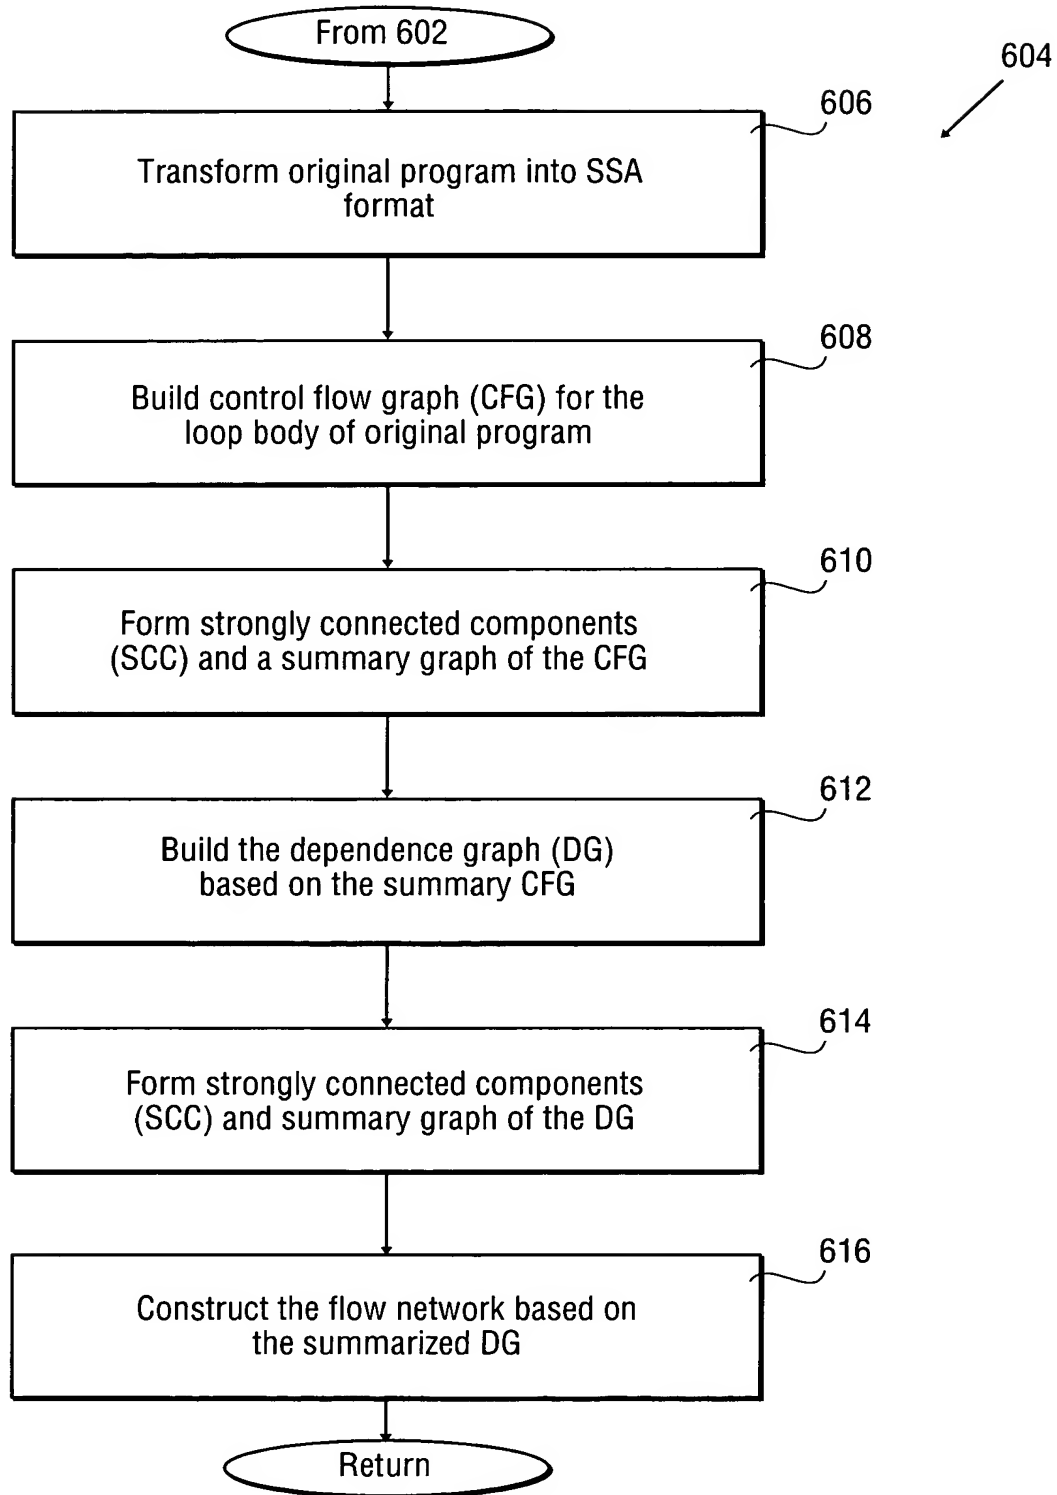 From 602
604
606
Transform original program into SSA
format
608
Build control flow graph (CFG) for the
loop body of original program
610
Form strongly connected components
(SCC) and a summary graph of the CFG
612
Build the dependence graph (DG)
based on the summary CFG
614
Form strongly connected components
(SCC) and summary graph of the DG
616
Construct the flow network based on
the summarized DG
Return